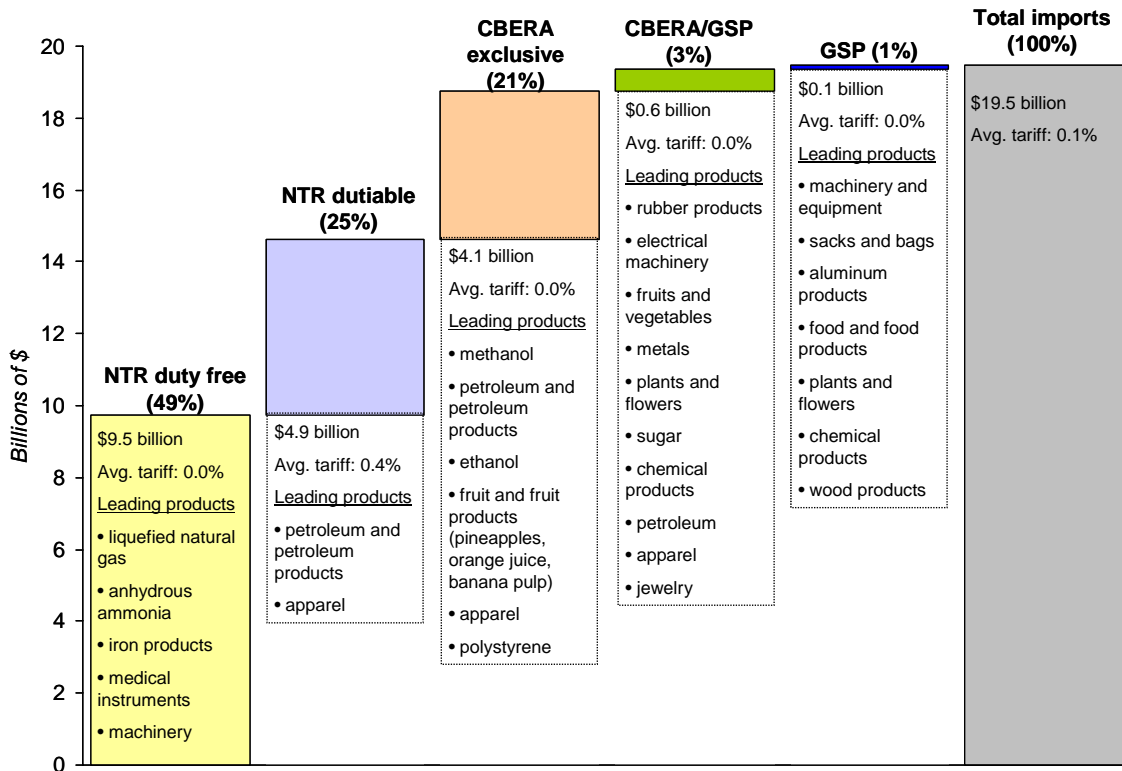 Billions of $
20
18
16
14
12
10
8
6
4
2
0
NTR duty free
(49%)
$9.5 billion
Avg. tariff: 0.0%
Leading products
• liquefied natural
gas
• anhydrous
ammonia
• iron products
• medical
instruments
• machinery
NTR dutiable
(25%)
$4.9 billion
Avg. tariff: 0.4%
Leading products
• petroleum and
petroleum
products
• apparel
CBERA
exclusive
(21%)
$4.1 billion
Avg. tariff: 0.0%
Leading products
• methanol
• petroleum and
petroleum
products
• ethanol
• fruit and fruit
products
(pineapples,
orange juice,
banana pulp)
• apparel
• polystyrene
CBERA/GSP
(3%)
$0.6 billion
Avg. tariff: 0.0%
Leading products
• rubber products
• electrical
machinery
• fruits and
vegetables
• metals
• plants and
flowers
• sugar
• chemical
products
• petroleum
• apparel
• jewelry
GSP (1%)
$0.1 billion
Avg. tariff: 0.0%
Leading products
• machinery and
equipment
• sacks and bags
• aluminum
products
• food and food
products
• plants and
flowers
• chemical
products
• wood products
Total imports
(100%)
$19.5 billion
Avg. tariff: 0.1%